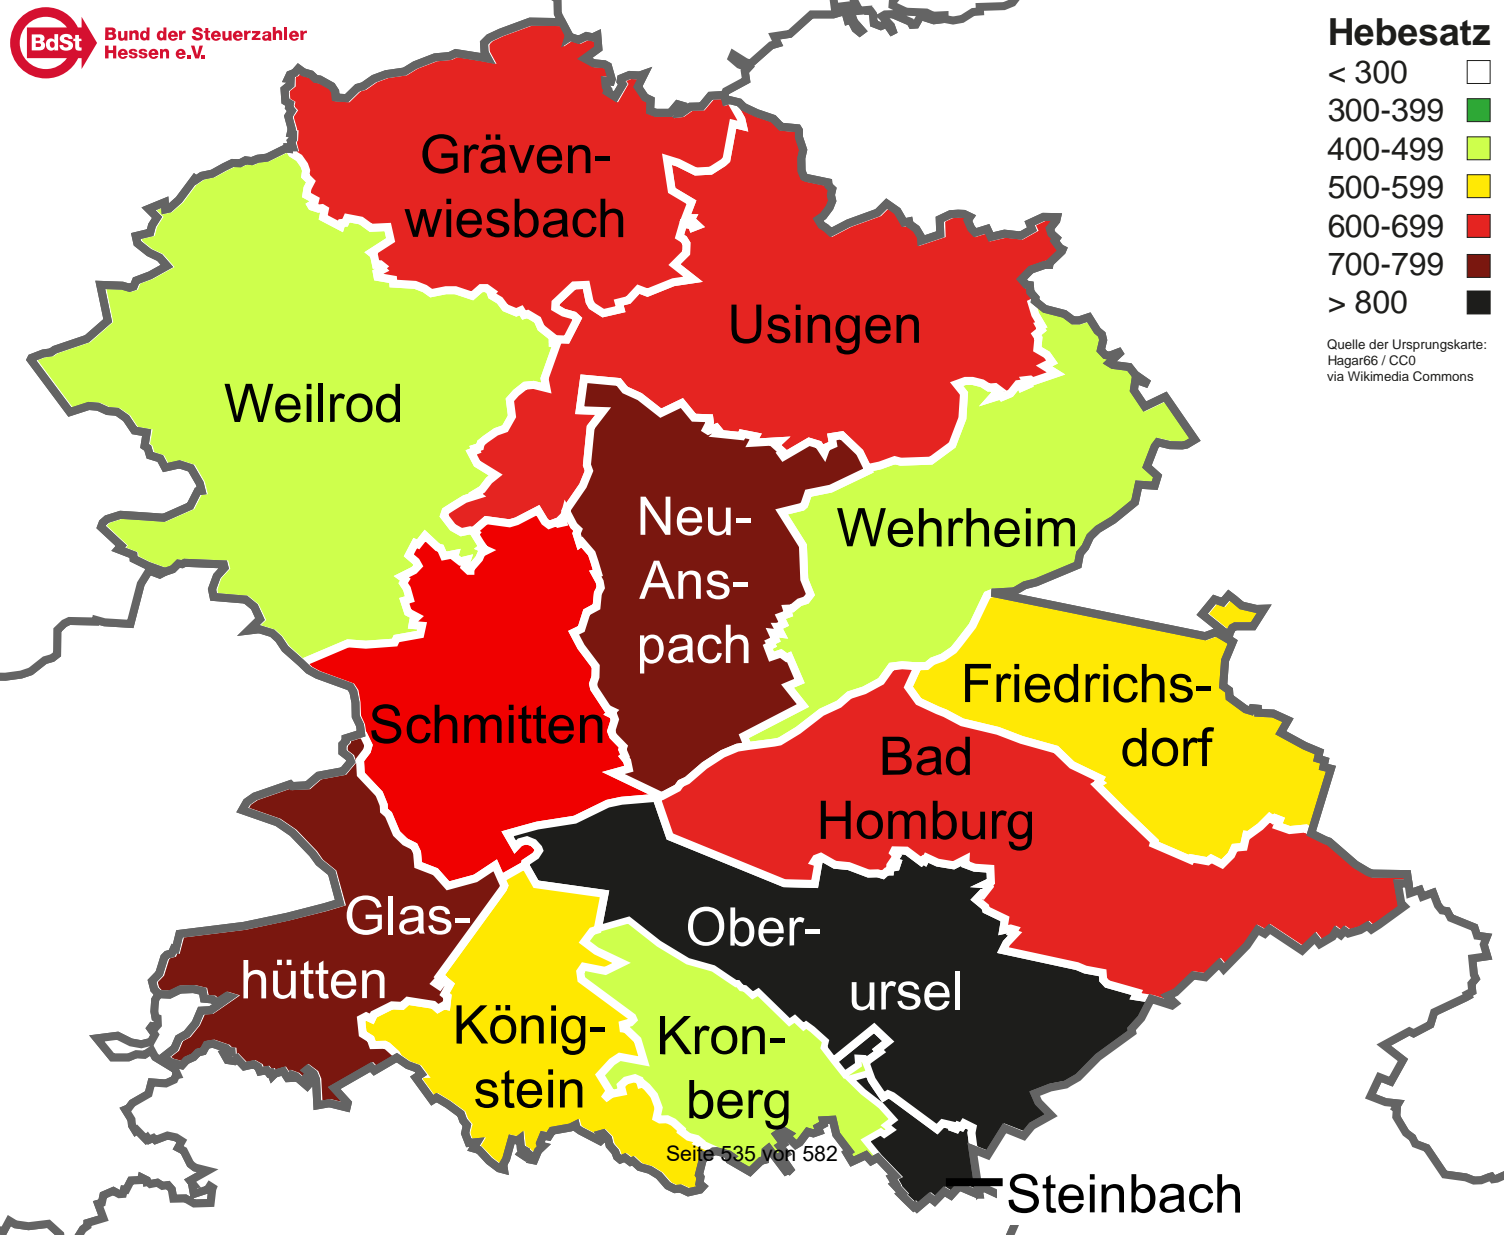 BdSt
Bund der Steuerzahler
Hessen e.V.
Hebesatz
< 300
300-399
400-499
500-599
600-699
700-799
> 800
Quelle der Ursprungskarte:
Hagar66 / CC0
via Wikimedia Commons
Gräven-
wiesbach
Usingen
Weilrod
Neu-
Ans-
pach
Wehrheim
Schmitten
Friedrichs-
dorf
Bad
Homburg
Glas-
hütten
Ober-
ursel
König-
stein
Kron-
berg
Seite 535 von 582
Steinbach